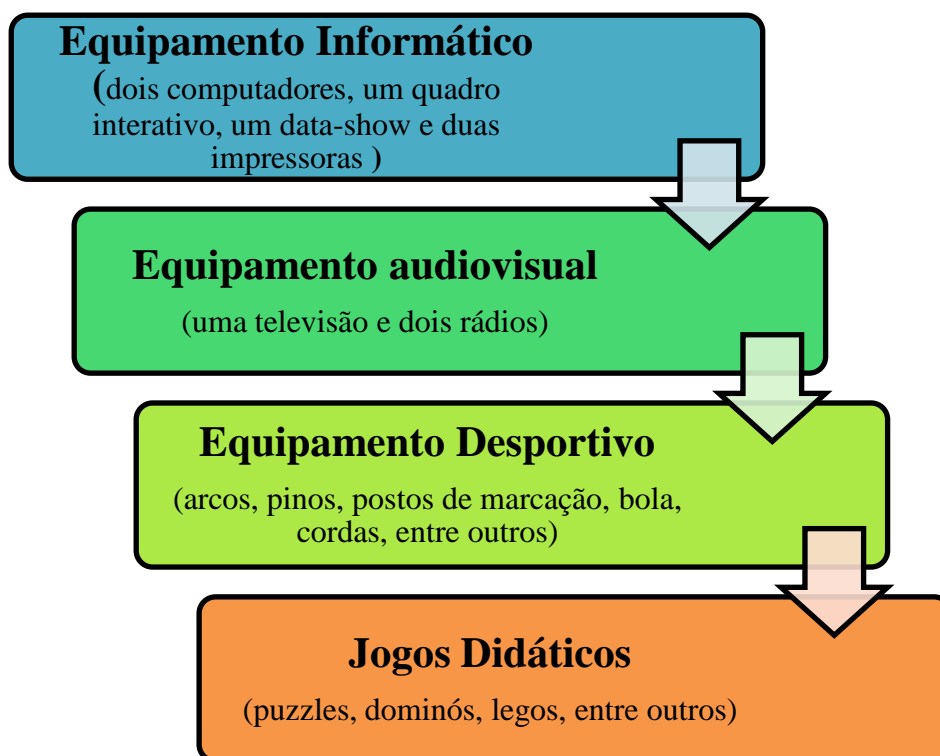 Equipamento Informático
(dois computadores, um quadro
interativo, um data-show e duas
impressoras )
Equipamento audiovisual
(uma televisão e dois rádios)
Equipamento Desportivo
(arcos, pinos, postos de marcação, bola,
cordas, entre outros)
Jogos Didáticos
(puzzles, dominós, legos, entre outros)